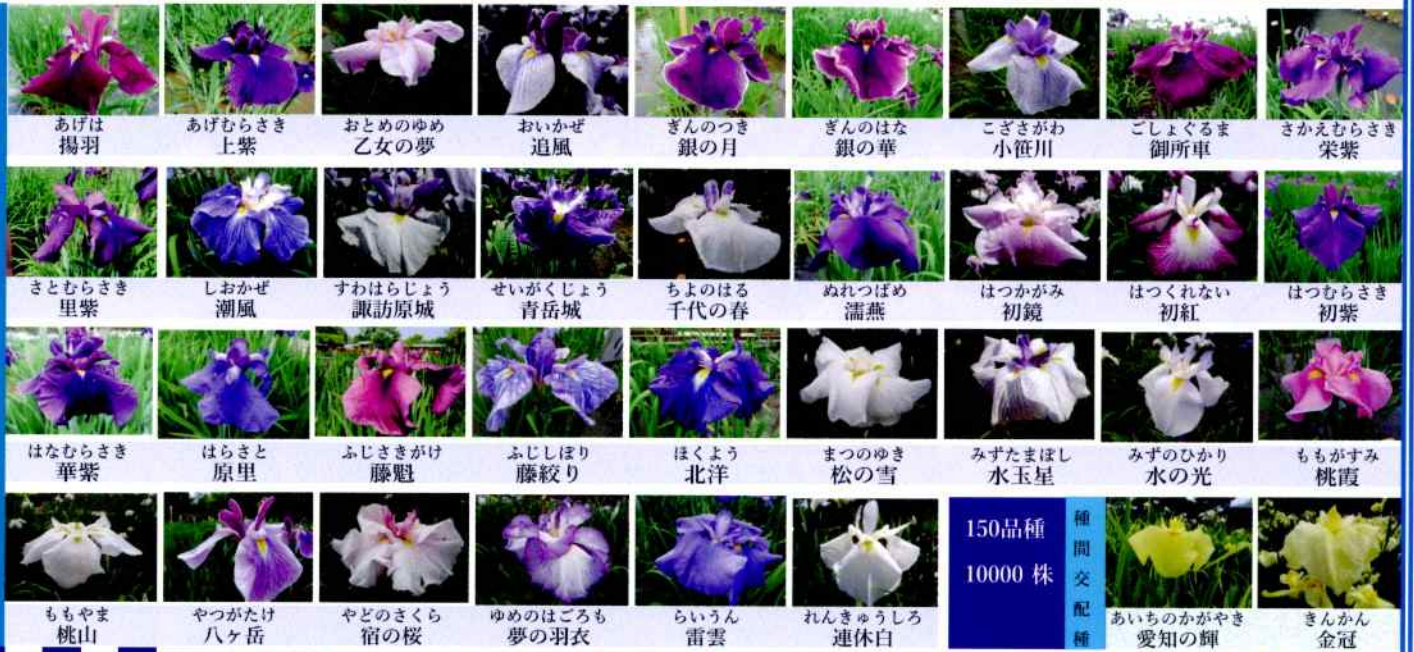 あげは
揚羽
あげむらさき
上紫
おとめのゆめ
乙女の夢
おいかぜ
追風
ぎんのつき
銀の月
ぎんのはな
銀の華
こざさがわ
小笹川
ごしょぐるま
御所車
さかえむらさき
栄紫
さとむらさき
里紫
しおかぜ
潮風
すわはらじょう
諏訪原城
せいがくじょう
青岳城
ちよのはる
千代の春
ぬれつばめ
濡燕
はつかがみ
初鏡
はつくれない
初紅
はつむらさき
初紫
はなむらさき
華紫
はらさと
原里
ふじさきがけ
藤魁
ふじしぼり
藤絞り
ほくよう
北洋
まつのゆき
松の雪
みずたまぼし
水玉星
みずのひかり
水の光
ももがすみ
桃霞
ももやま
桃山
やつがたけ
八ヶ岳
やどのさくら
宿の桜
ゆめのはごろも
夢の羽衣
らいうん
雷雲
れんきゅうしろ
連休白
150品種
10000 株
種間交配種
あいちのかがやき
愛知の輝
きんかん
金冠